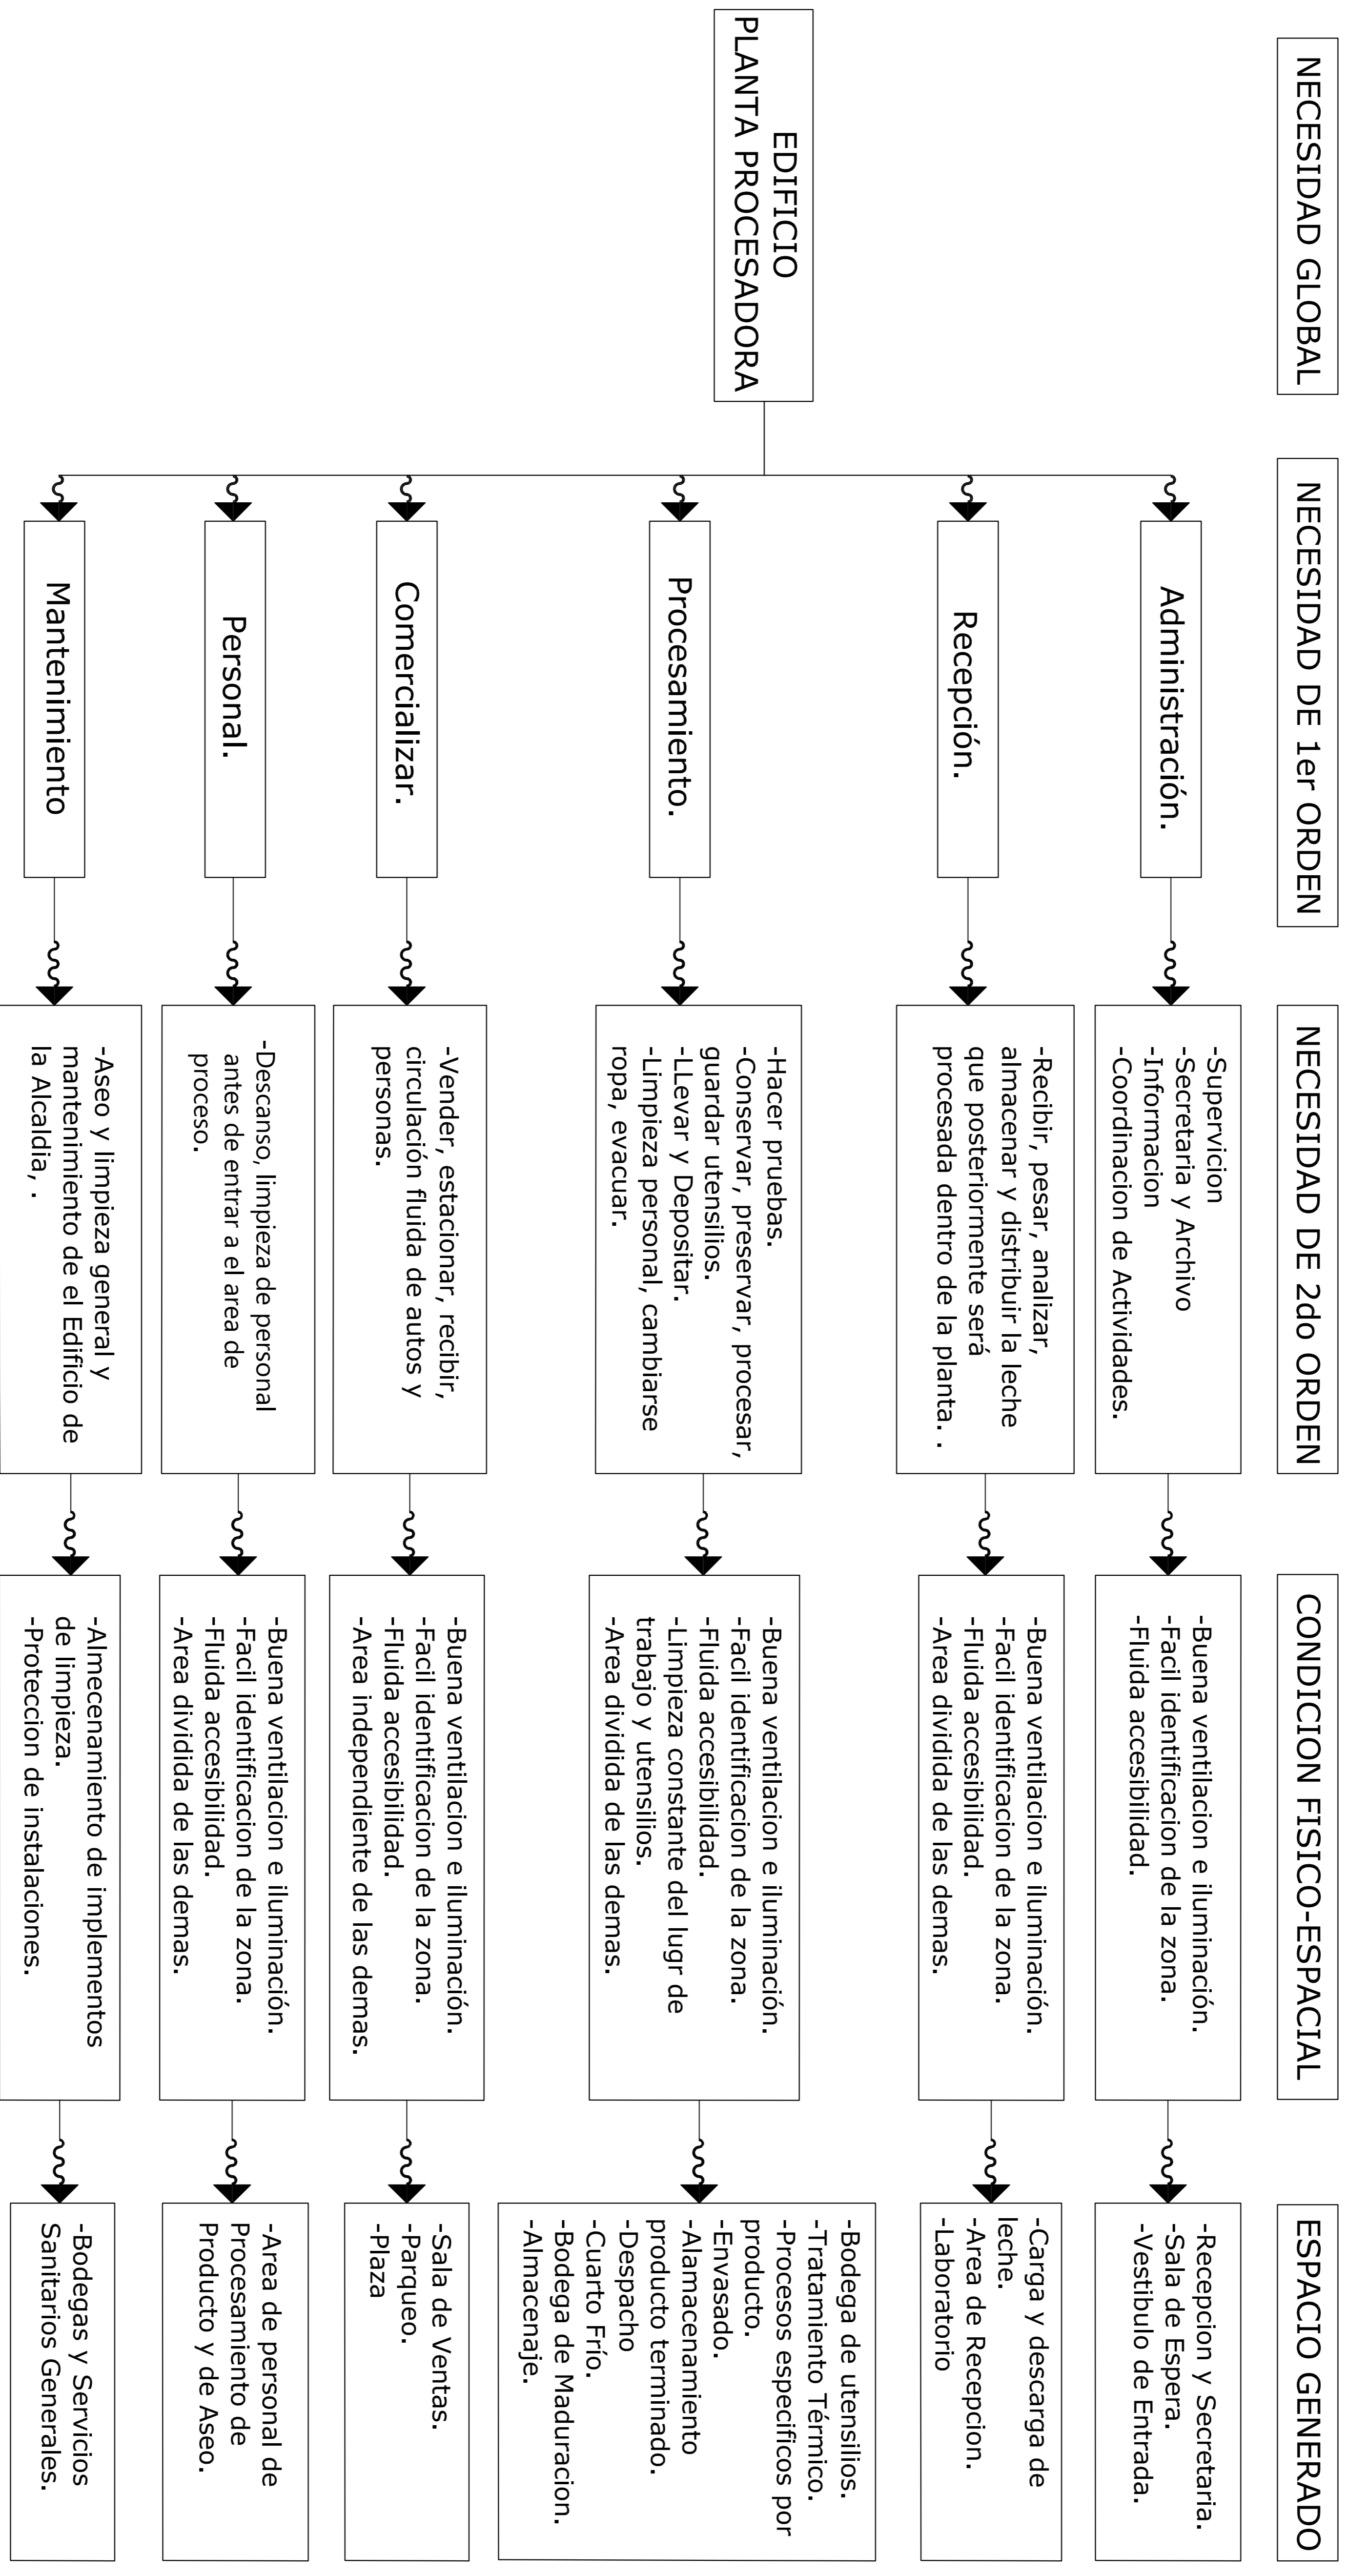 NECESIDAD GLOBAL
NECESIDAD DE 1er ORDEN
NECESIDAD DE 2do ORDEN
CONDICION FISICO-ESPACIAL
ESPACIO GENERADO
EDIFICIO
PLANTA PROCESADORA
Administración.
-Supervicion
-Secretaria y Archivo
-Informacion
-Coordinacion de Actividades.
-Buena ventilacion e iluminación.
-Facil identificacion de la zona.
-Fluida accesibilidad.
-Recepcion y Secretaria.
-Sala de Espera.
-Vestibulo de Entrada.
Recepción.
-Recibir, pesar, analizar,
almacenar y distribuir la leche
que posteriormente será
procesada dentro de la planta. .
-Buena ventilacion e iluminación.
-Facil identificacion de la zona.
-Fluida accesibilidad.
-Area dividida de las demas.
-Carga y descarga de
leche.
-Area de Recepcion.
-Laboratorio
Procesamiento.
-Hacer pruebas.
-Conservar, preservar, procesar,
guardar utensilios.
-LLevar y Depositar.
-Limpieza personal, cambiarse
ropa, evacuar.
-Buena ventilacion e iluminación.
-Facil identificacion de la zona.
-Fluida accesibilidad.
-Limpieza constante del lugr de
trabajo y utensilios.
-Area dividida de las demas.
-Bodega de utensilios.
-Tratamiento Térmico.
-Procesos especificos por
producto.
-Envasado.
-Alamacenamiento
producto terminado.
-Despacho
-Cuarto Frío.
-Bodega de Maduracion.
-Almacenaje.
Comercializar.
-Vender, estacionar, recibir,
circulación fluida de autos y
personas.
-Buena ventilacion e iluminación.
-Facil identificacion de la zona.
-Fluida accesibilidad.
-Area independiente de las demas.
-Sala de Ventas.
-Parqueo.
-Plaza
Personal.
-Descanso, limpieza de personal
antes de entrar a el area de
proceso.
-Buena ventilacion e iluminación.
-Facil identificacion de la zona.
-Fluida accesibilidad.
-Area dividida de las demas.
-Area de personal de
Procesamiento de
Producto y de Aseo.
Mantenimiento
-Aseo y limpieza general y
mantenimiento de el Edificio de
la Alcaldia, .
-Almecenamiento de implementos
de limpieza.
-Proteccion de instalaciones.
-Bodegas y Servicios
Sanitarios Generales.